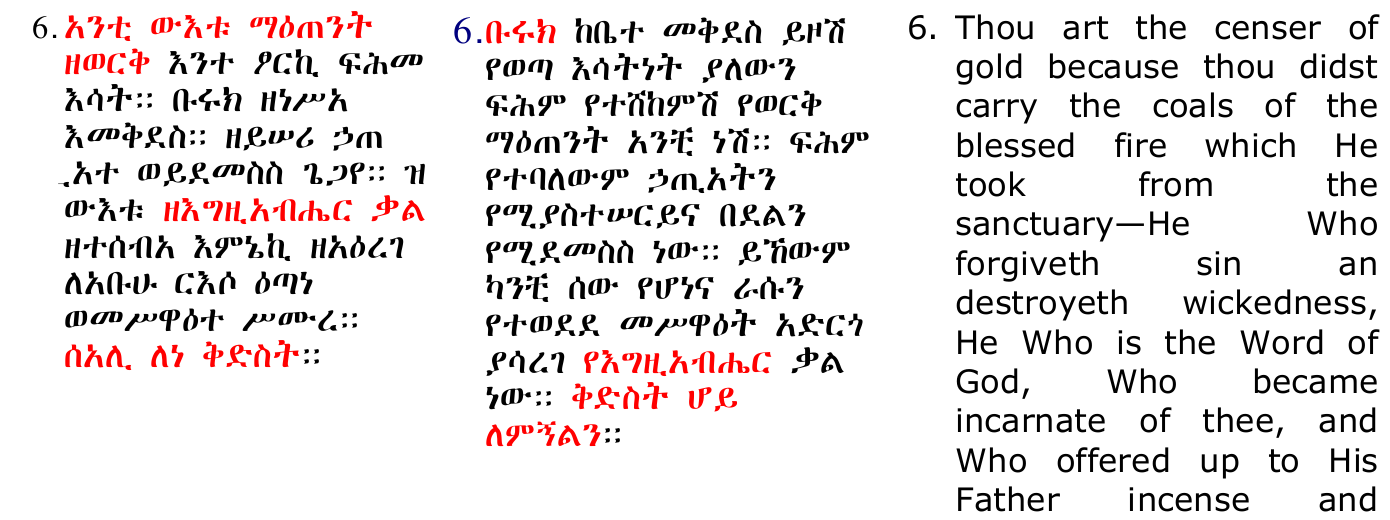 6. አንቲ ውእቱ ማዕጠንት
ዘወርቅ እንተ ፆርኪ ፍሕመ
እሳት። ቡሩክ ዘነሥአ
እመቅደስ። ዘይሠሪ ኃጠ
ኢአተ ወይደመስስ ጌጋየ። ዝ
ውእቱ ዘእግዚአብሔር ቃል
ዘተሰብአ እምኔኪ ዘአዕረገ
ለአቡሁ ርእሶ ዕጣነ
ወመሥዋዕተ ሥሙረ።
ሰአሊ ለነ ቅድስት።
6. ቡሩክ ከቤተ መቅደስ ይዞሽ
የወጣ እሳትነት ያለውን
ፍሕም የተሸከምሽ የወርቅ
ማዕጠንት አንቺ ነሽ። ፍሕም
የተባለውም ኃጢአትን
የሚያስተሠርይና በደልን
የሚደመስስ ነው። ይኸውም
ካንቺ ሰው የሆነና ራሱን
የተወደደ መሥዋዕት አድርጎ
ያሳረገ የእግዚአብሔር ቃል
ነው። ቅድስት ሆይ
ለምኝልን።
6. Thou art the censer of
gold because thou didst
carry the coals of the
blessed fire which He
took from the
sanctuary—He Who
forgiveth sin an
destroyeth wickedness,
He Who is the Word of
God, Who became
incarnate of thee, and
Who offered up to His
Father incense and